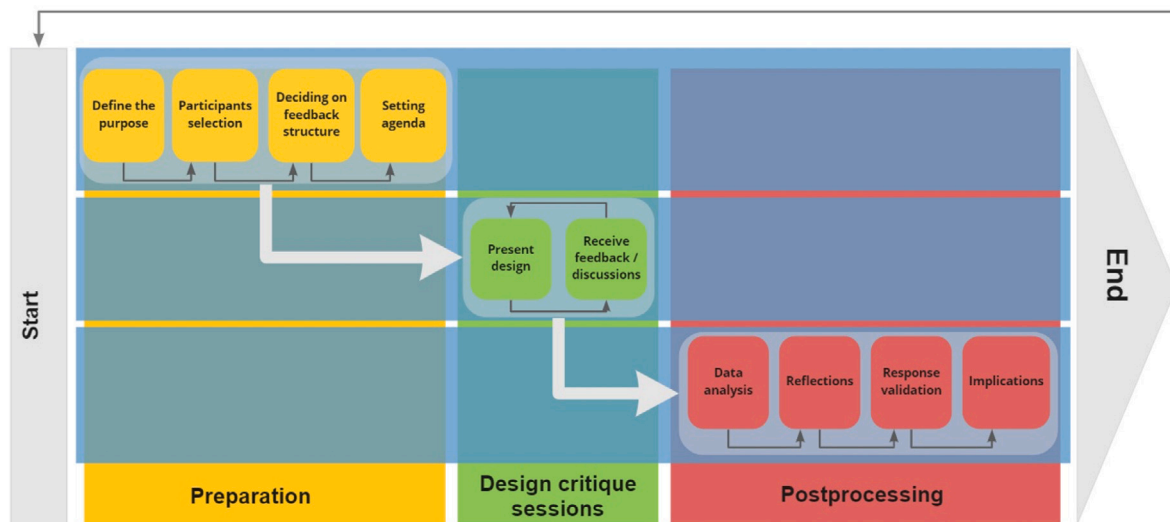 Start
Define the
purpose
Participants
selection
Deciding on
feedback
structure
Setting
agenda
Present
design
Receive
feedback /
discussions
Data
analysis
Reflections
Response
validation
Implications
Preparation
Design critique
sessions
Postprocessing
End